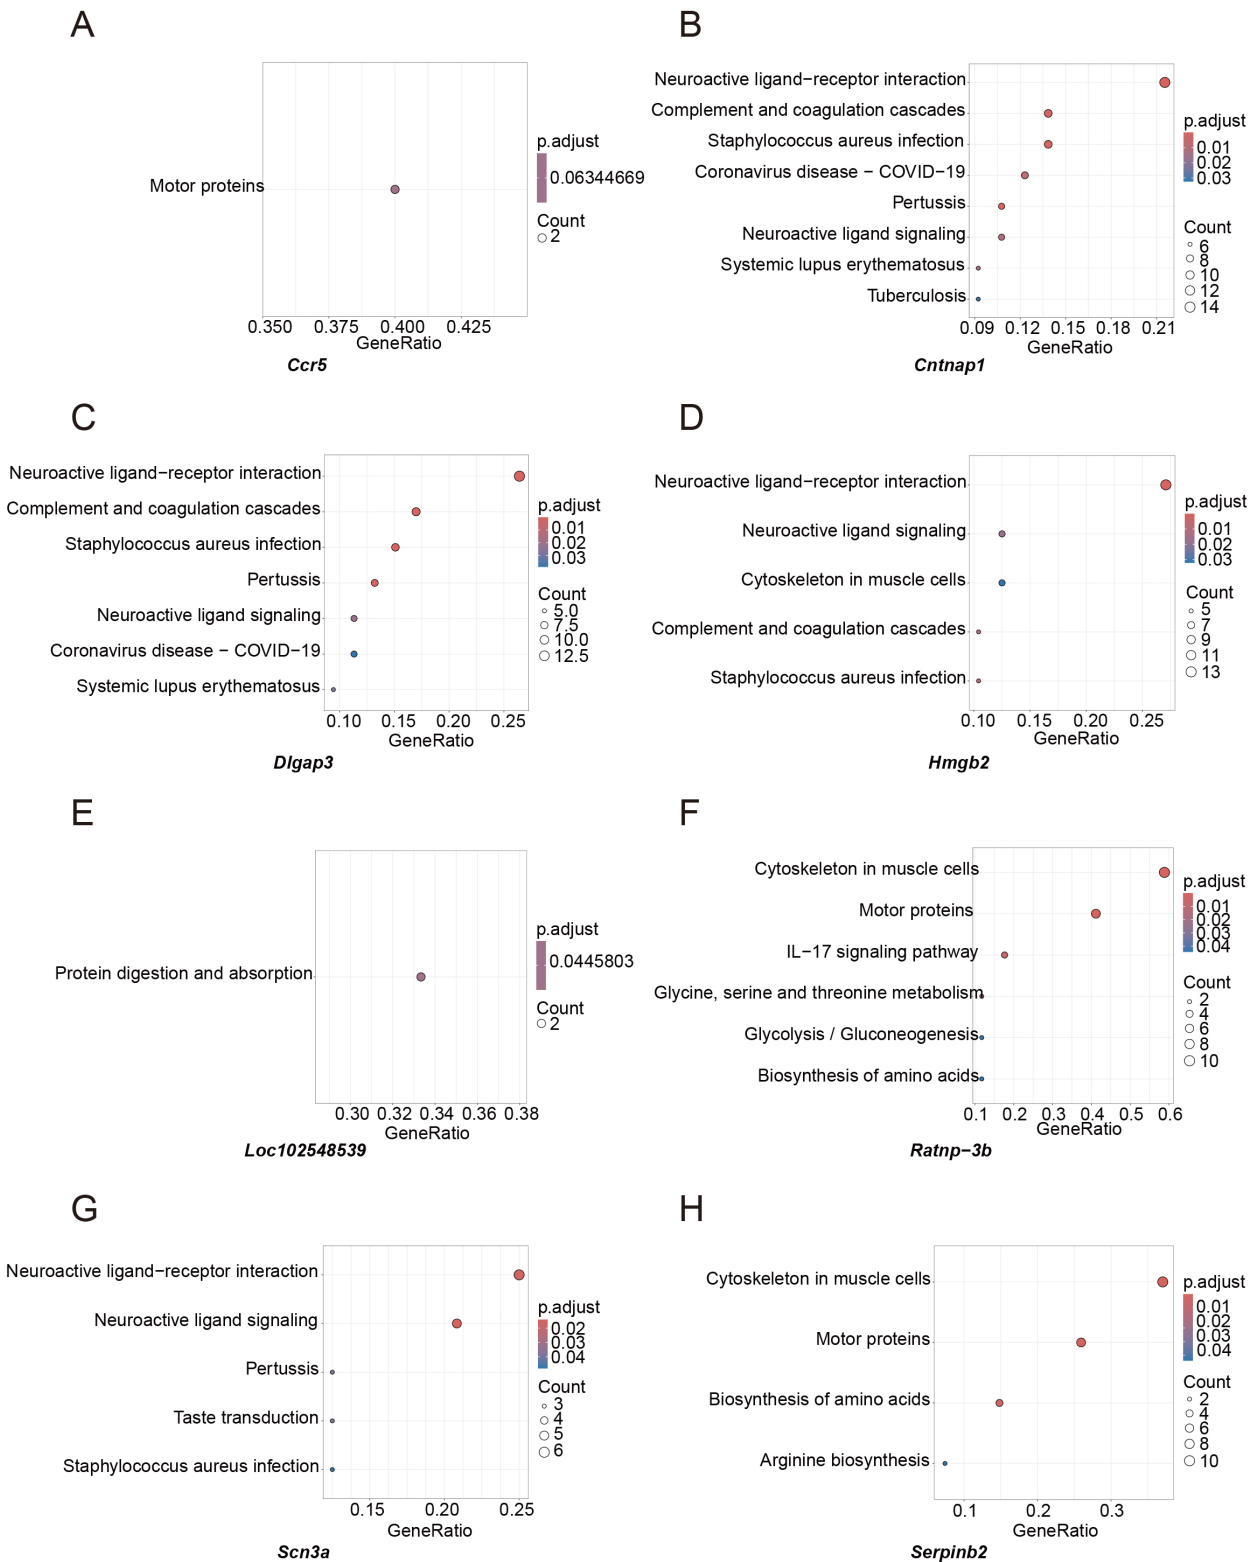 A
Motor proteins
0.350 0.375 0.400 0.425
GeneRatio
p.adjust
0.06344669
Count
2
Ccr5
B
Neuroactive ligand−receptor interaction
Complement and coagulation cascades
Staphylococcus aureus infection
Coronavirus disease − COVID−19
Pertussis
Neuroactive ligand signaling
Systemic lupus erythematosus
Tuberculosis
0.09 0.12 0.15 0.18 0.21
GeneRatio
p.adjust
0.01
0.02
0.03
Count
6
8
10
12
14
Cntnap1
C
Neuroactive ligand−receptor interaction
Complement and coagulation cascades
Staphylococcus aureus infection
Pertussis
Neuroactive ligand signaling
Coronavirus disease − COVID−19
Systemic lupus erythematosus
0.10 0.15 0.20 0.25
GeneRatio
p.adjust
0.01
0.02
0.03
Count
5.0
7.5
10.0
12.5
Dlgap3
D
Neuroactive ligand−receptor interaction
Neuroactive ligand signaling
Cytoskeleton in muscle cells
Complement and coagulation cascades
Staphylococcus aureus infection
0.10 0.15 0.20 0.25
GeneRatio
p.adjust
0.01
0.02
0.03
Count
5
7
9
11
13
Hmgb2
E
Protein digestion and absorption
0.30 0.32 0.34 0.36 0.38
GeneRatio
p.adjust
0.0445803
Count
2
Loc102548539
F
Cytoskeleton in muscle cells
Motor proteins
IL−17 signaling pathway
Glycine, serine and threonine metabolism
Glycolysis / Gluconeogenesis
Biosynthesis of amino acids
0.1 0.2 0.3 0.4 0.5 0.6
GeneRatio
p.adjust
0.01
0.02
0.03
0.04
Count
2
4
6
8
10
Ratnp−3b
G
Neuroactive ligand−receptor interaction
Neuroactive ligand signaling
Pertussis
Taste transduction
Staphylococcus aureus infection
0.15 0.20 0.25
GeneRatio
p.adjust
0.02
0.03
0.04
Count
3
4
5
6
Scn3a
H
Cytoskeleton in muscle cells
Motor proteins
Biosynthesis of amino acids
Arginine biosynthesis
0.1 0.2 0.3
GeneRatio
p.adjust
0.01
0.02
0.03
0.04
Count
2
4
6
8
10
Serpinb2